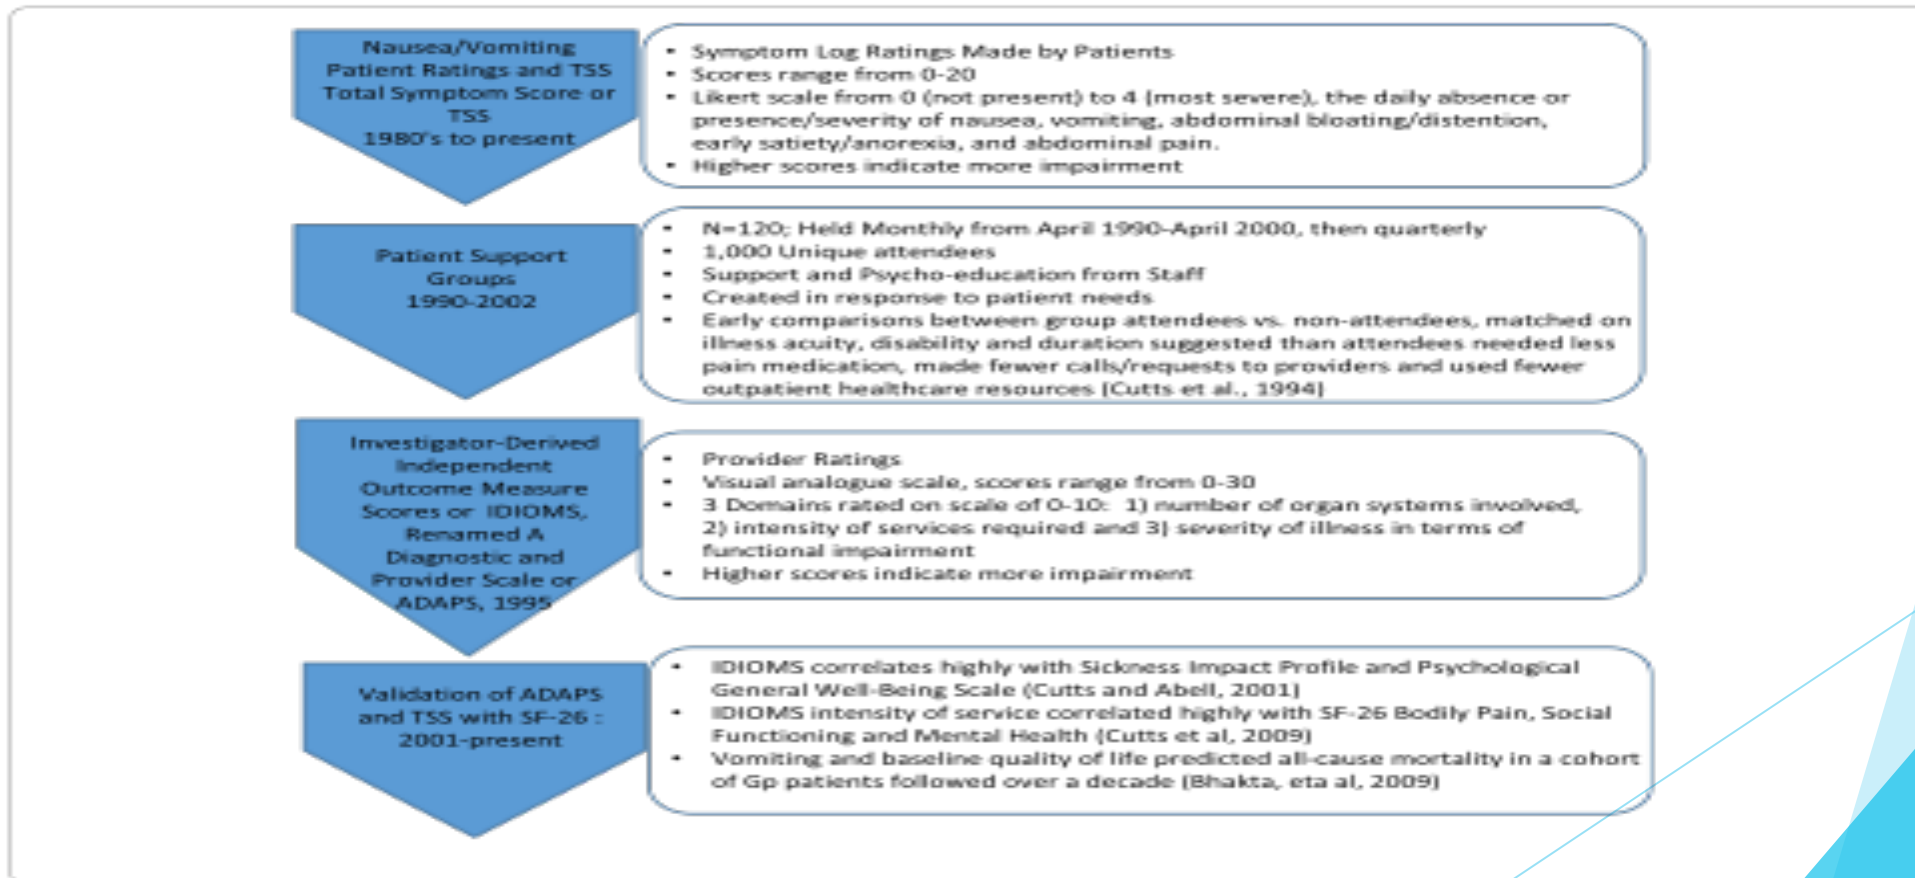 Nausea/Vomiting
Patient Ratings and TSS
Total Symptom Score or
TSS
1980's to present
• Symptom Log Ratings Made by Patients
• Scores range from 0-20
• Likert scale from 0 (not present) to 4 (most severe), the daily absence or
presence/severity of nausea, vomiting, abdominal bloating/distention,
early satiety/anorexia, and abdominal pain.
• Higher scores indicate more impairment
Patient Support
Groups
1990-2002
• N=120; Held Monthly from April 1990-April 2000, then quarterly
• 1,000 Unique attendees
• Support and Psycho-education from Staff
• Created in response to patient needs
• Early comparisons between group attendees vs. non-attendees, matched on
illness acuity, disability and duration suggested than attendees needed less
pain medication, made fewer calls/requests to providers and used fewer
outpatient healthcare resources (Cutts et al., 1994)
Investigator-Derived
Independent
Outcome Measure
Scores or IDIOMS,
Renamed A
Diagnostic and
Provider Scale or
ADAPS, 1995
• Provider Ratings
• Visual analogue scale, scores range from 0-30
• 3 Domains rated on scale of 0-10: 1) number of organ systems involved,
2) intensity of services required and 3) severity of illness in terms of
functional impairment
• Higher scores indicate more impairment
Validation of ADAPS
and TSS with SF-26 :
2001-present
• IDIOMS correlates highly with Sickness Impact Profile and Psychological
General Well-Being Scale (Cutts and Abell, 2001)
• IDIOMS intensity of service correlated highly with SF-26 Bodily Pain, Social
Functioning and Mental Health (Cutts et al, 2009)
• Vomiting and baseline quality of life predicted all-cause mortality in a cohort
of Gp patients followed over a decade (Bhakta, eta al, 2009)